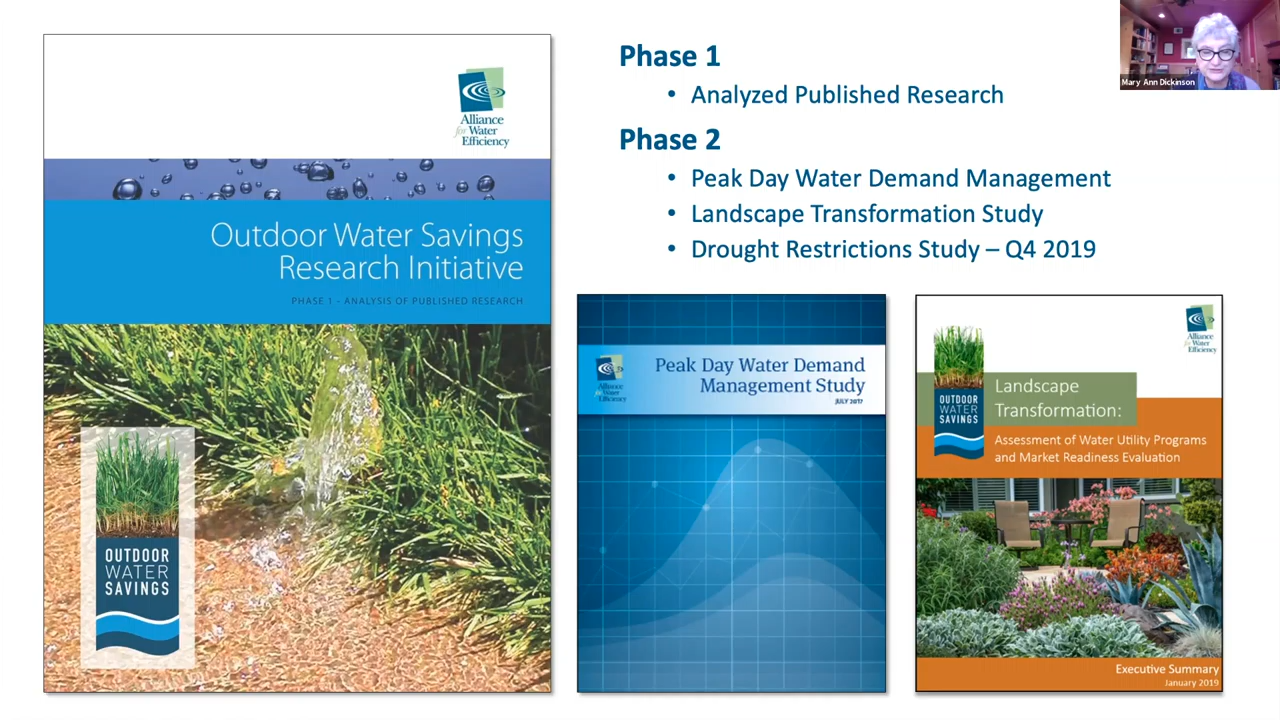 Alliance
for Water
Efficiency
Outdoor Water Savings
Research Initiative
PHASE 1 - ANALYSIS OF PUBLISHED RESEARCH
OUTDOOR
WATER
SAVINGS
Phase 1
• Analyzed Published Research
Phase 2
• Peak Day Water Demand Management
• Landscape Transformation Study
• Drought Restrictions Study – Q4 2019
Mary Ann Dickinson
Alliance
for Water
Efficiency
Peak Day Water Demand
Management Study
JULY 2017
Alliance
for Water
Efficiency
OUTDOOR
WATER
SAVINGS
Landscape
Transformation:
Assessment of Water Utility Programs
and Market Readiness Evaluation
Executive Summary
January 2019